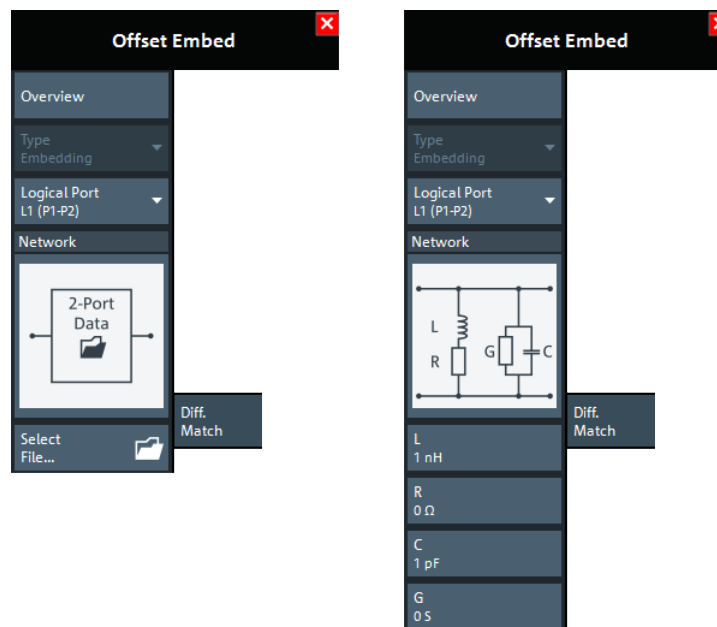 Offset Embed
Overview
Type
Embedding
Logical Port
L1 (P1-P2)
Network
2-Port
Data
Diff.
Match
Select
File...
Offset Embed
Overview
Type
Embedding
Logical Port
L1 (P1-P2)
Network
L
R
G
C
Diff.
Match
L
1 nH
R
0 Ω
C
1 pF
G
0 S